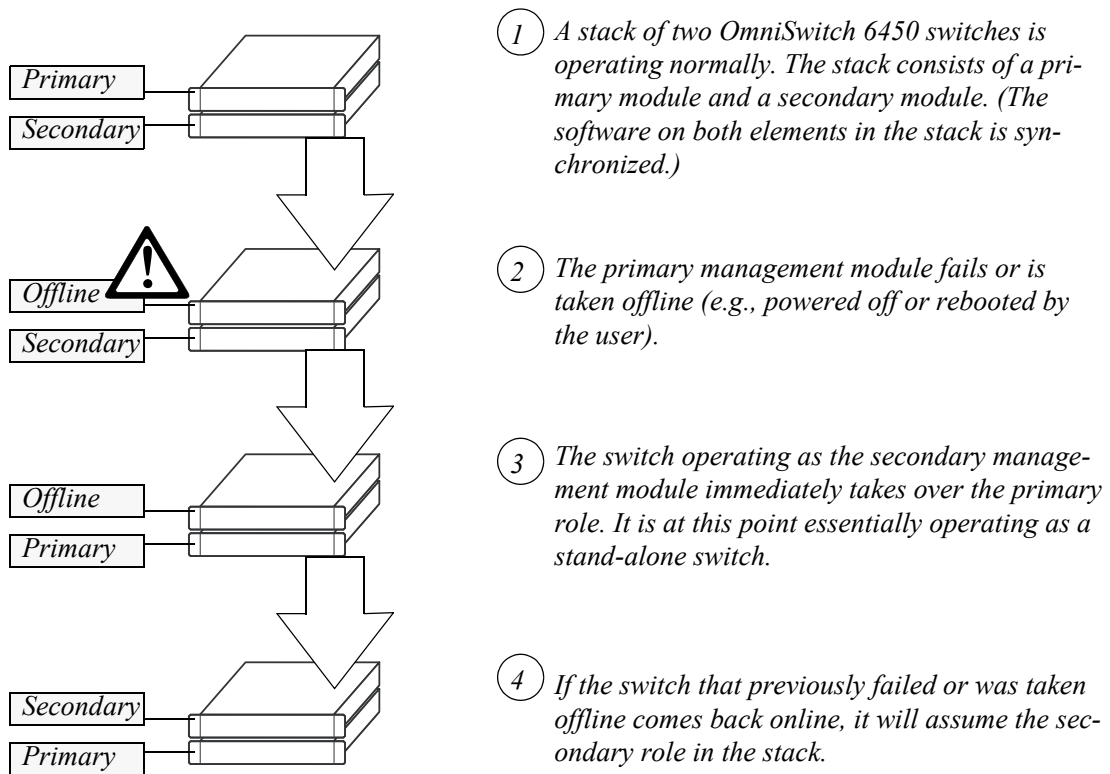 Primary
Secondary
1 A stack of two OmniSwitch 6450 switches is
operating normally. The stack consists of a pri-
mary module and a secondary module. (The
software on both elements in the stack is syn-
chronized.)
Offline
Secondary
2 The primary management module fails or is
taken offline (e.g., powered off or rebooted by
the user).
Offline
Primary
3 The switch operating as the secondary manage-
ment module immediately takes over the primary
role. It is at this point essentially operating as a
stand-alone switch.
Secondary
Primary
4 If the switch that previously failed or was taken
offline comes back online, it will assume the sec-
ondary role in the stack.